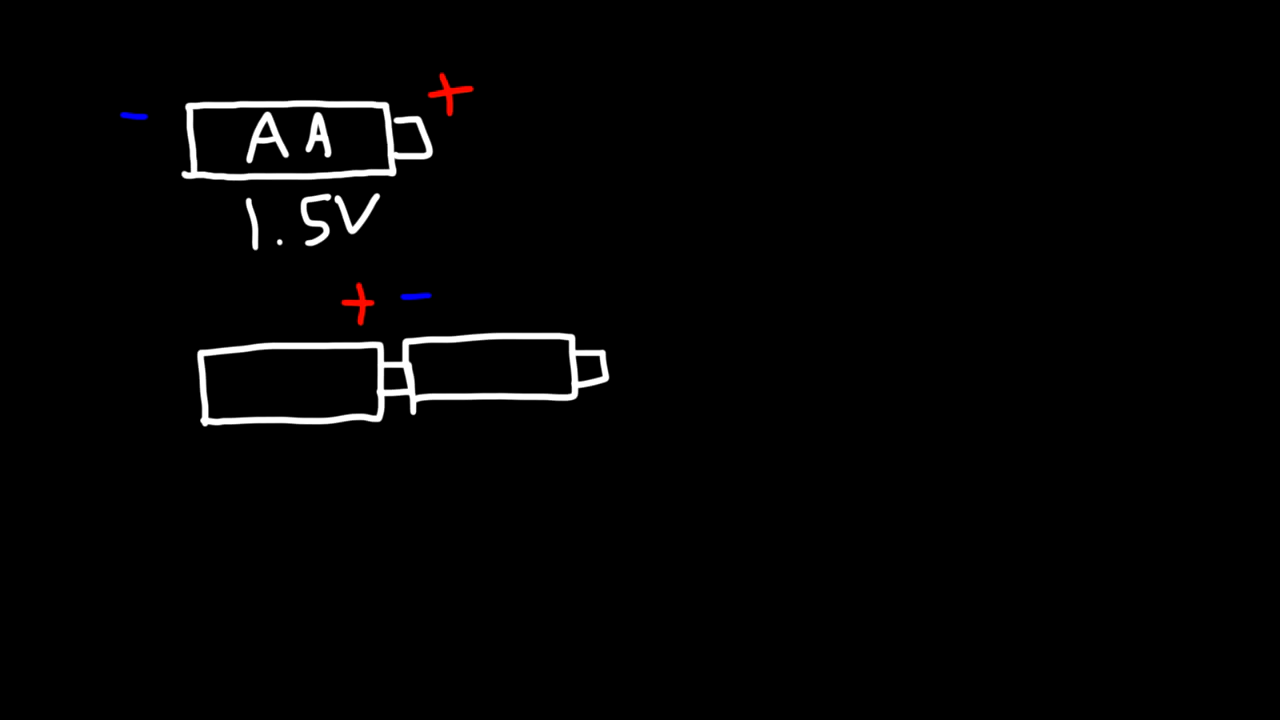 - AA +
1.5V
+ -